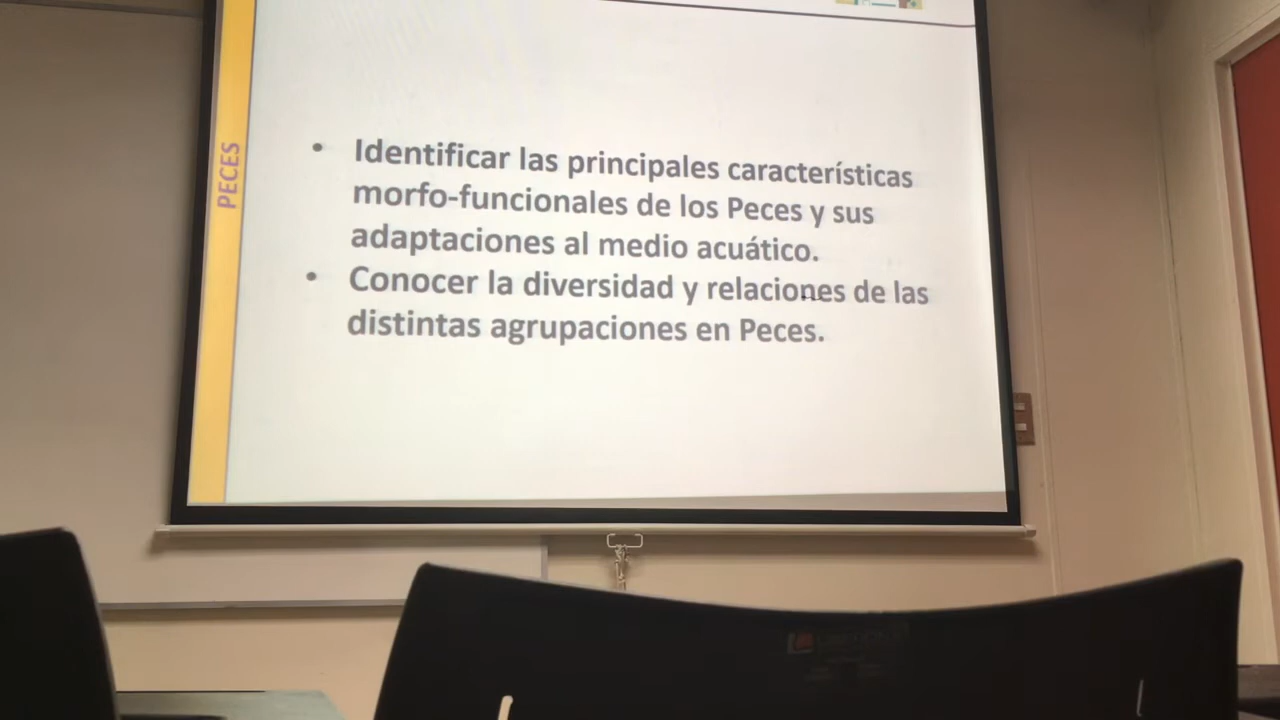 PECES
• Identificar las principales características
morfo-funcionales de los Peces y sus
adaptaciones al medio acuático.
• Conocer la diversidad y relaciones de las
distintas agrupaciones en Peces.